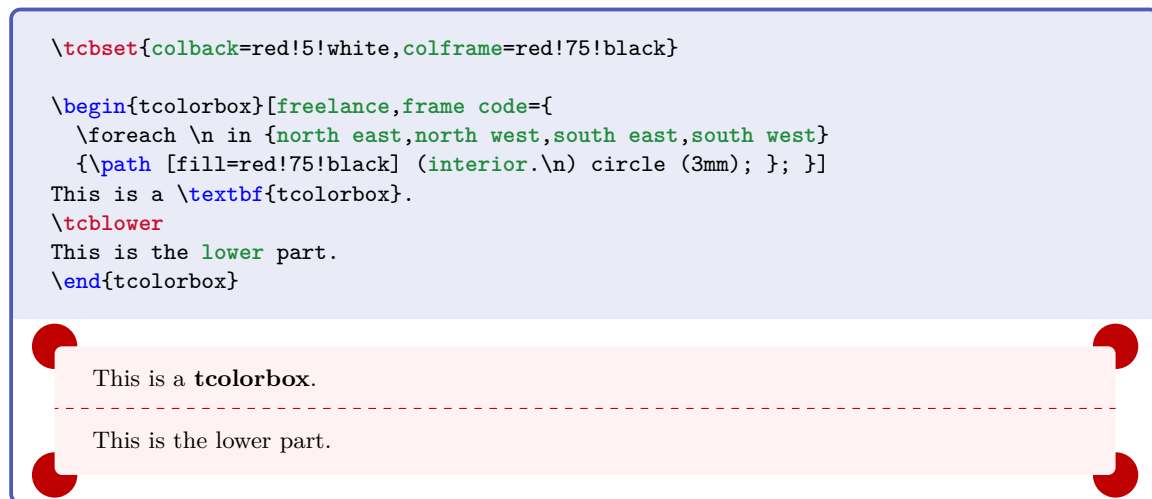 \tcbset{colback=red!5!white,colframe=red!75!black}

\begin{tcolorbox}[freelance,frame code={
  \foreach \n in {north east,north west,south east,south west}
  {\path [fill=red!75!black] (interior.\n) circle (3mm); }; }]
This is a \textbf{tcolorbox}.
\tcblower
This is the lower part.
\end{tcolorbox}
This is a tcolorbox.
This is the lower part.